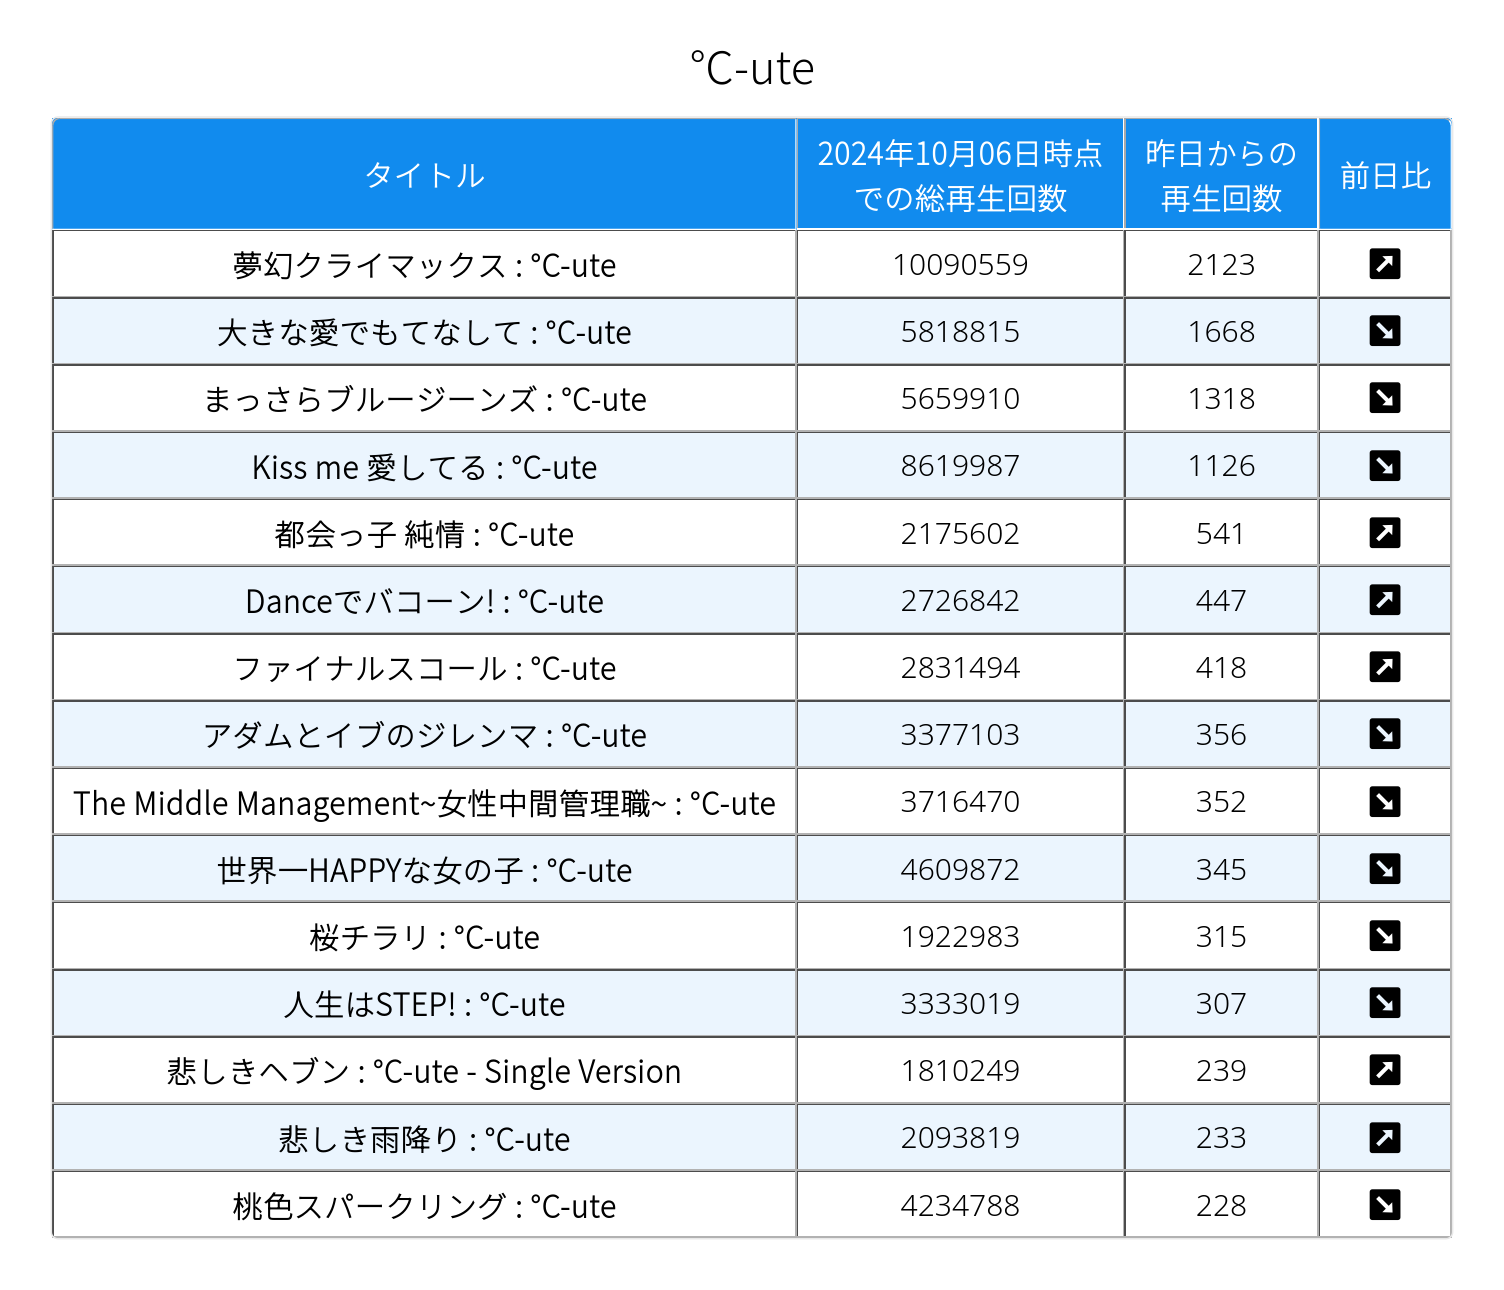 ℃-ute
タイトル
2024年10月06日時点
での総再生回数
昨日からの
再生回数
前日比
夢幻クライマックス : ℃-ute 10090559 2123 ↗
大きな愛でもてなして : ℃-ute 5818815 1668 ↘
まっさらブルージーンズ : ℃-ute 5659910 1318 ↘
Kiss me 愛してる : ℃-ute 8619987 1126 ↘
都会っ子 純情 : ℃-ute 2175602 541 ↗
Danceでバコーン! : ℃-ute 2726842 447 ↗
ファイナルスコール : ℃-ute 2831494 418 ↗
アダムとイブのジレンマ : ℃-ute 3377103 356 ↘
The Middle Management~女性中間管理職~ : ℃-ute 3716470 352 ↘
世界一HAPPYな女の子 : ℃-ute 4609872 345 ↘
桜チラリ : ℃-ute 1922983 315 ↘
人生はSTEP! : ℃-ute 3333019 307 ↘
悲しきヘブン : ℃-ute - Single Version 1810249 239 ↗
悲しき雨降り : ℃-ute 2093819 233 ↗
桃色スパークリング : ℃-ute 4234788 228 ↘